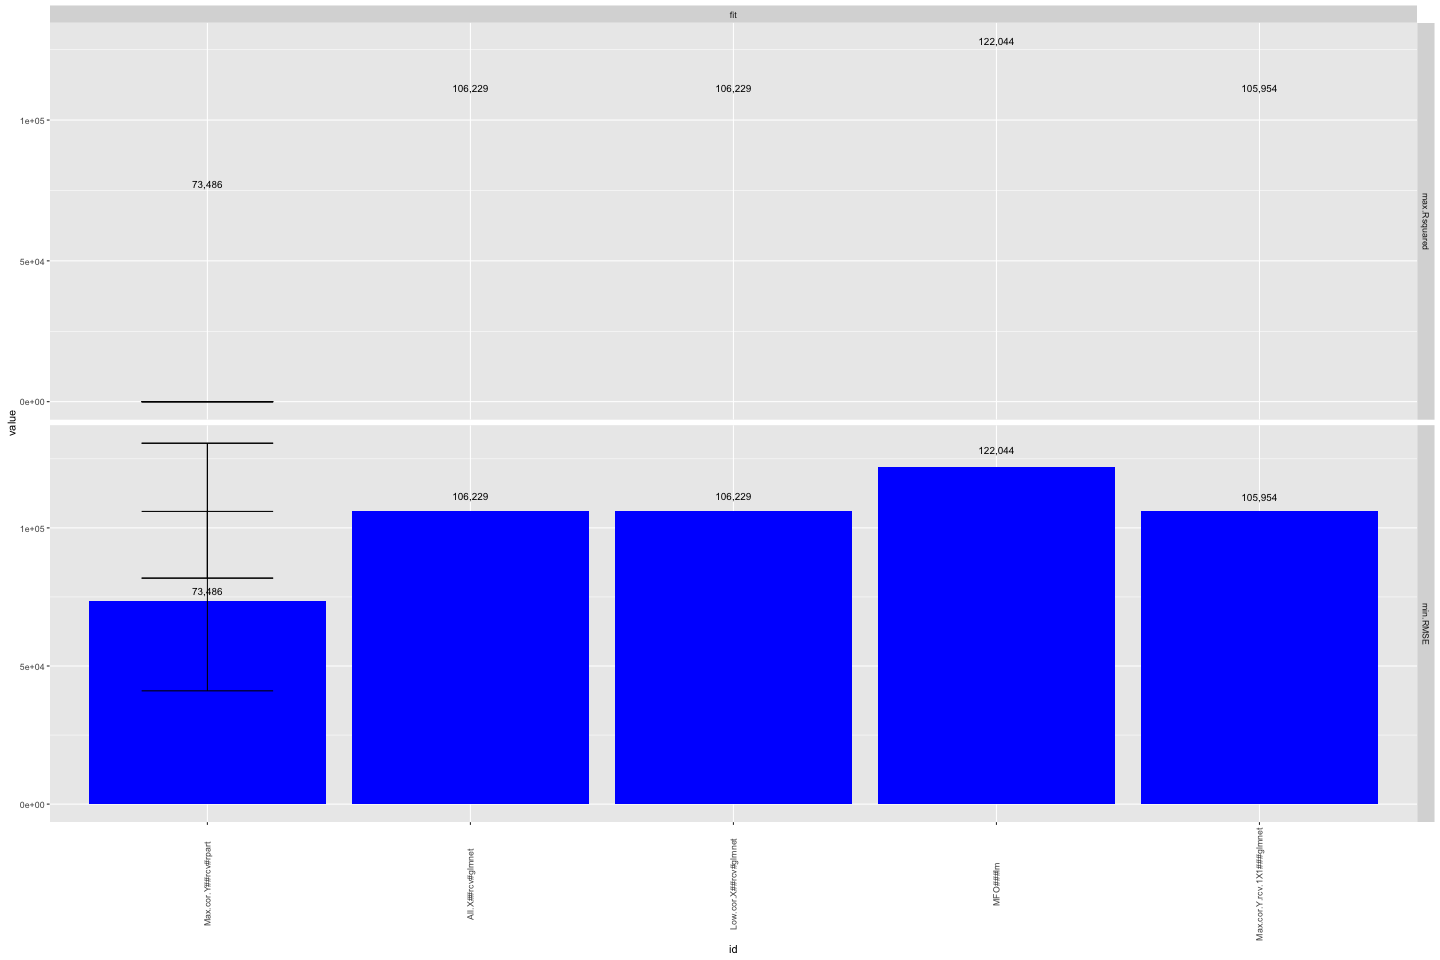 fit
122,044
106,229
106,229
105,954
1e+05
73,486
5e+04
0e+00
max.Rsquared
value
122,044
106,229
106,229
105,954
1e+05
73,486
5e+04
0e+00
min.RMSE
Max.cor.Y##rcv#rpart
All.X##rcv#glmnet
Low.cor.X##rcv#glmnet
MFO###lm
Max.cor.Y.rcv.1X1###glmnet
id